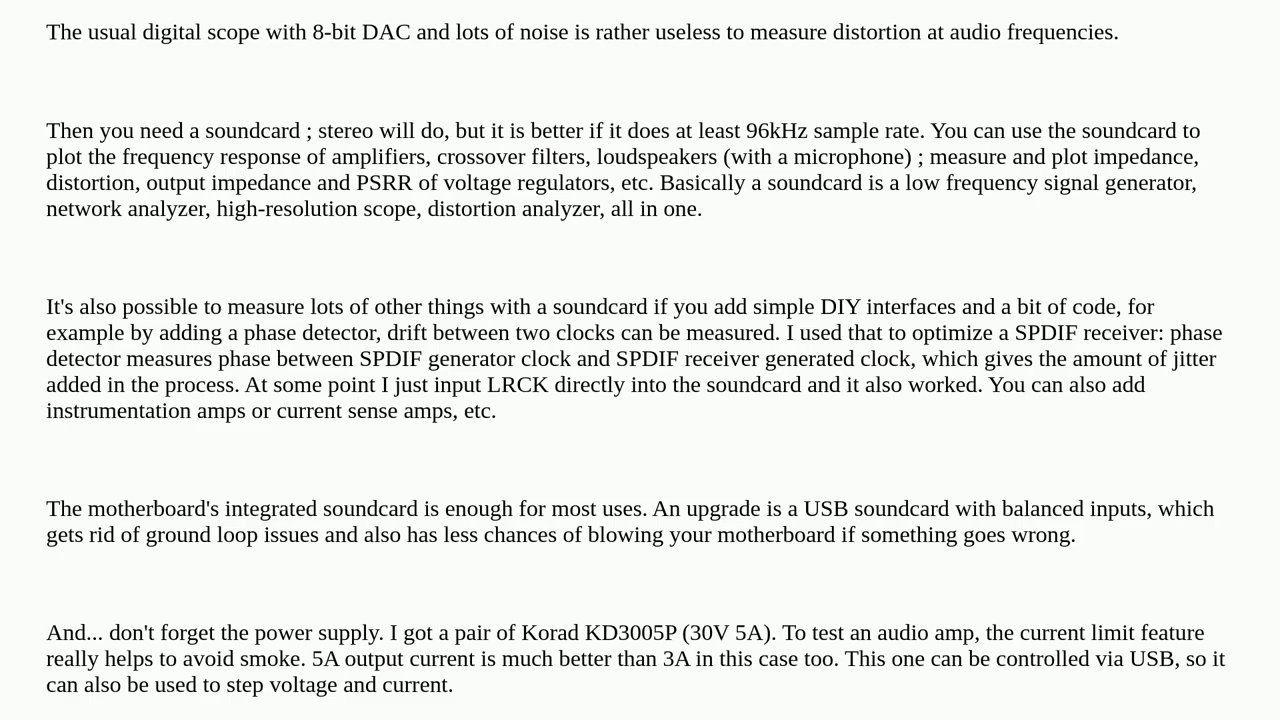 The usual digital scope with 8-bit DAC and lots of noise is rather useless to measure distortion at audio frequencies.
Then you need a soundcard ; stereo will do, but it is better if it does at least 96kHz sample rate. You can use the soundcard to
plot the frequency response of amplifiers, crossover filters, loudspeakers (with a microphone) ; measure and plot impedance,
distortion, output impedance and PSRR of voltage regulators, etc. Basically a soundcard is a low frequency signal generator,
network analyzer, high-resolution scope, distortion analyzer, all in one.
It's also possible to measure lots of other things with a soundcard if you add simple DIY interfaces and a bit of code, for
example by adding a phase detector, drift between two clocks can be measured. I used that to optimize a SPDIF receiver: phase
detector measures phase between SPDIF generator clock and SPDIF receiver generated clock, which gives the amount of jitter
added in the process. At some point I just input LRCK directly into the soundcard and it also worked. You can also add
instrumentation amps or current sense amps, etc.
The motherboard's integrated soundcard is enough for most uses. An upgrade is a USB soundcard with balanced inputs, which
gets rid of ground loop issues and also has less chances of blowing your motherboard if something goes wrong.
And... don't forget the power supply. I got a pair of Korad KD3005P (30V 5A). To test an audio amp, the current limit feature
really helps to avoid smoke. 5A output current is much better than 3A in this case too. This one can be controlled via USB, so it
can also be used to step voltage and current.